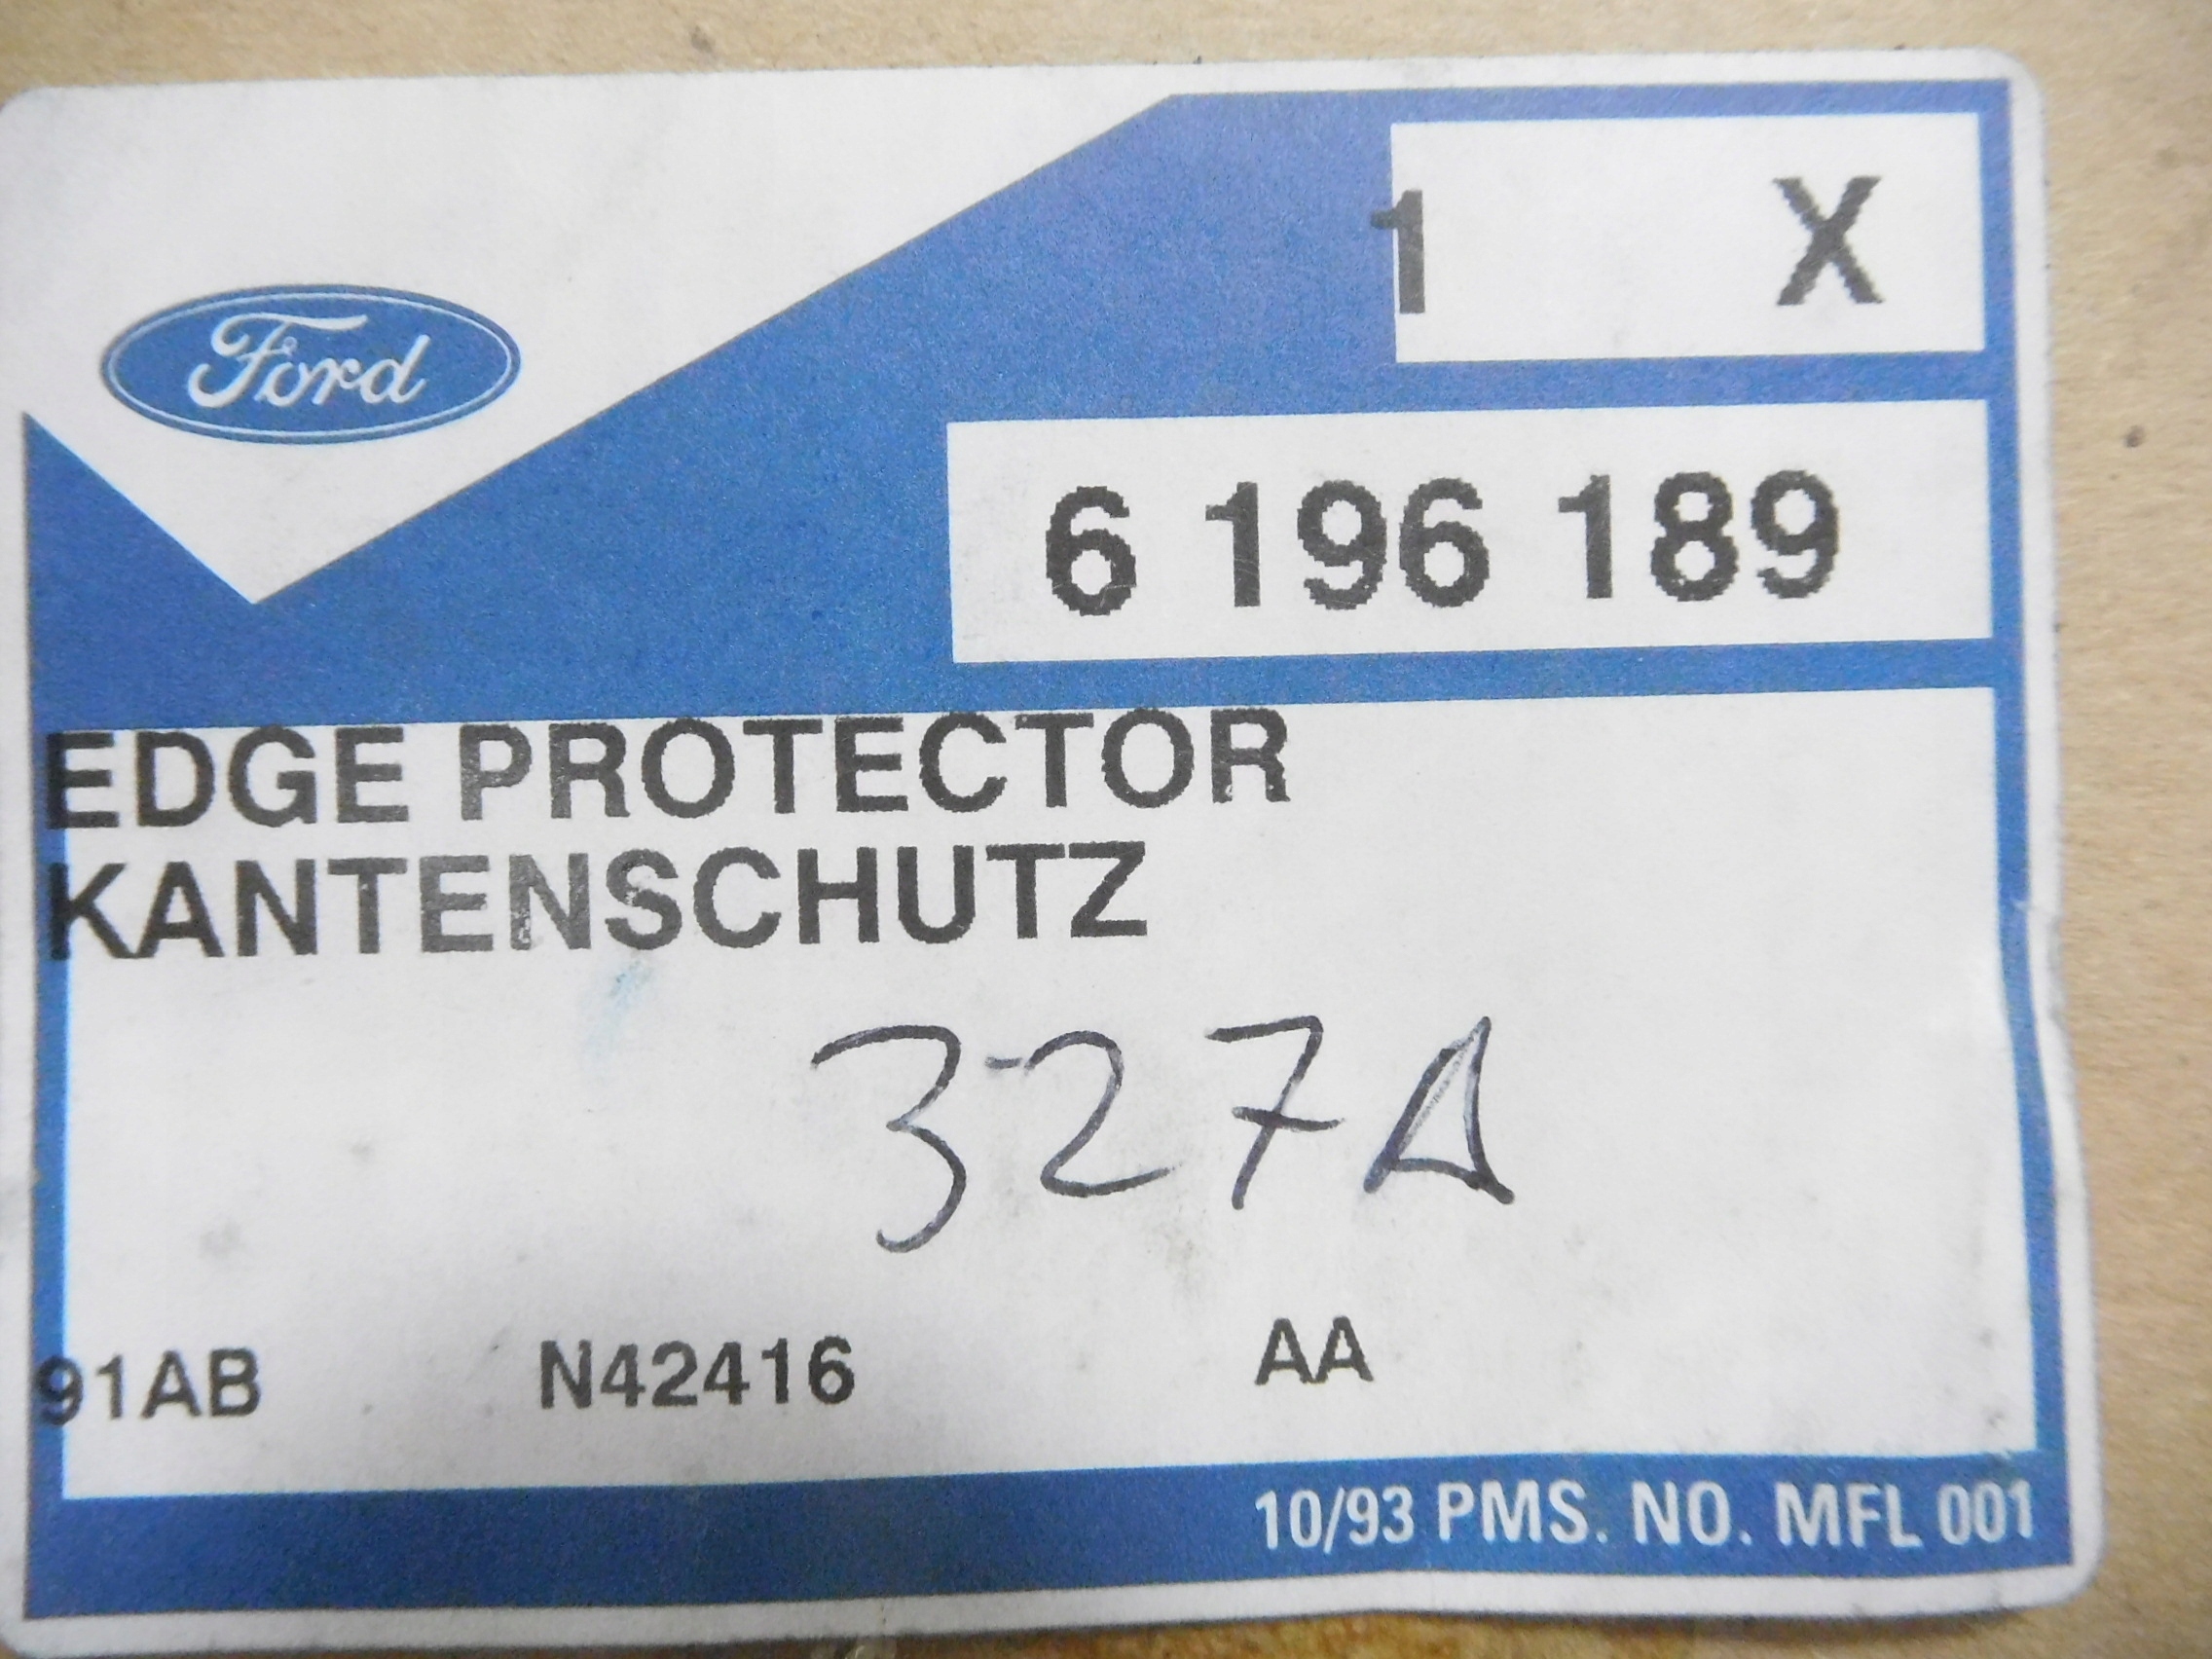 Ford
1 X
6 196 189
EDGE PROTECTOR
KANTENSCHUTZ
327A
91AB N42416 AA
10/93 PMS. NO. MFL 001